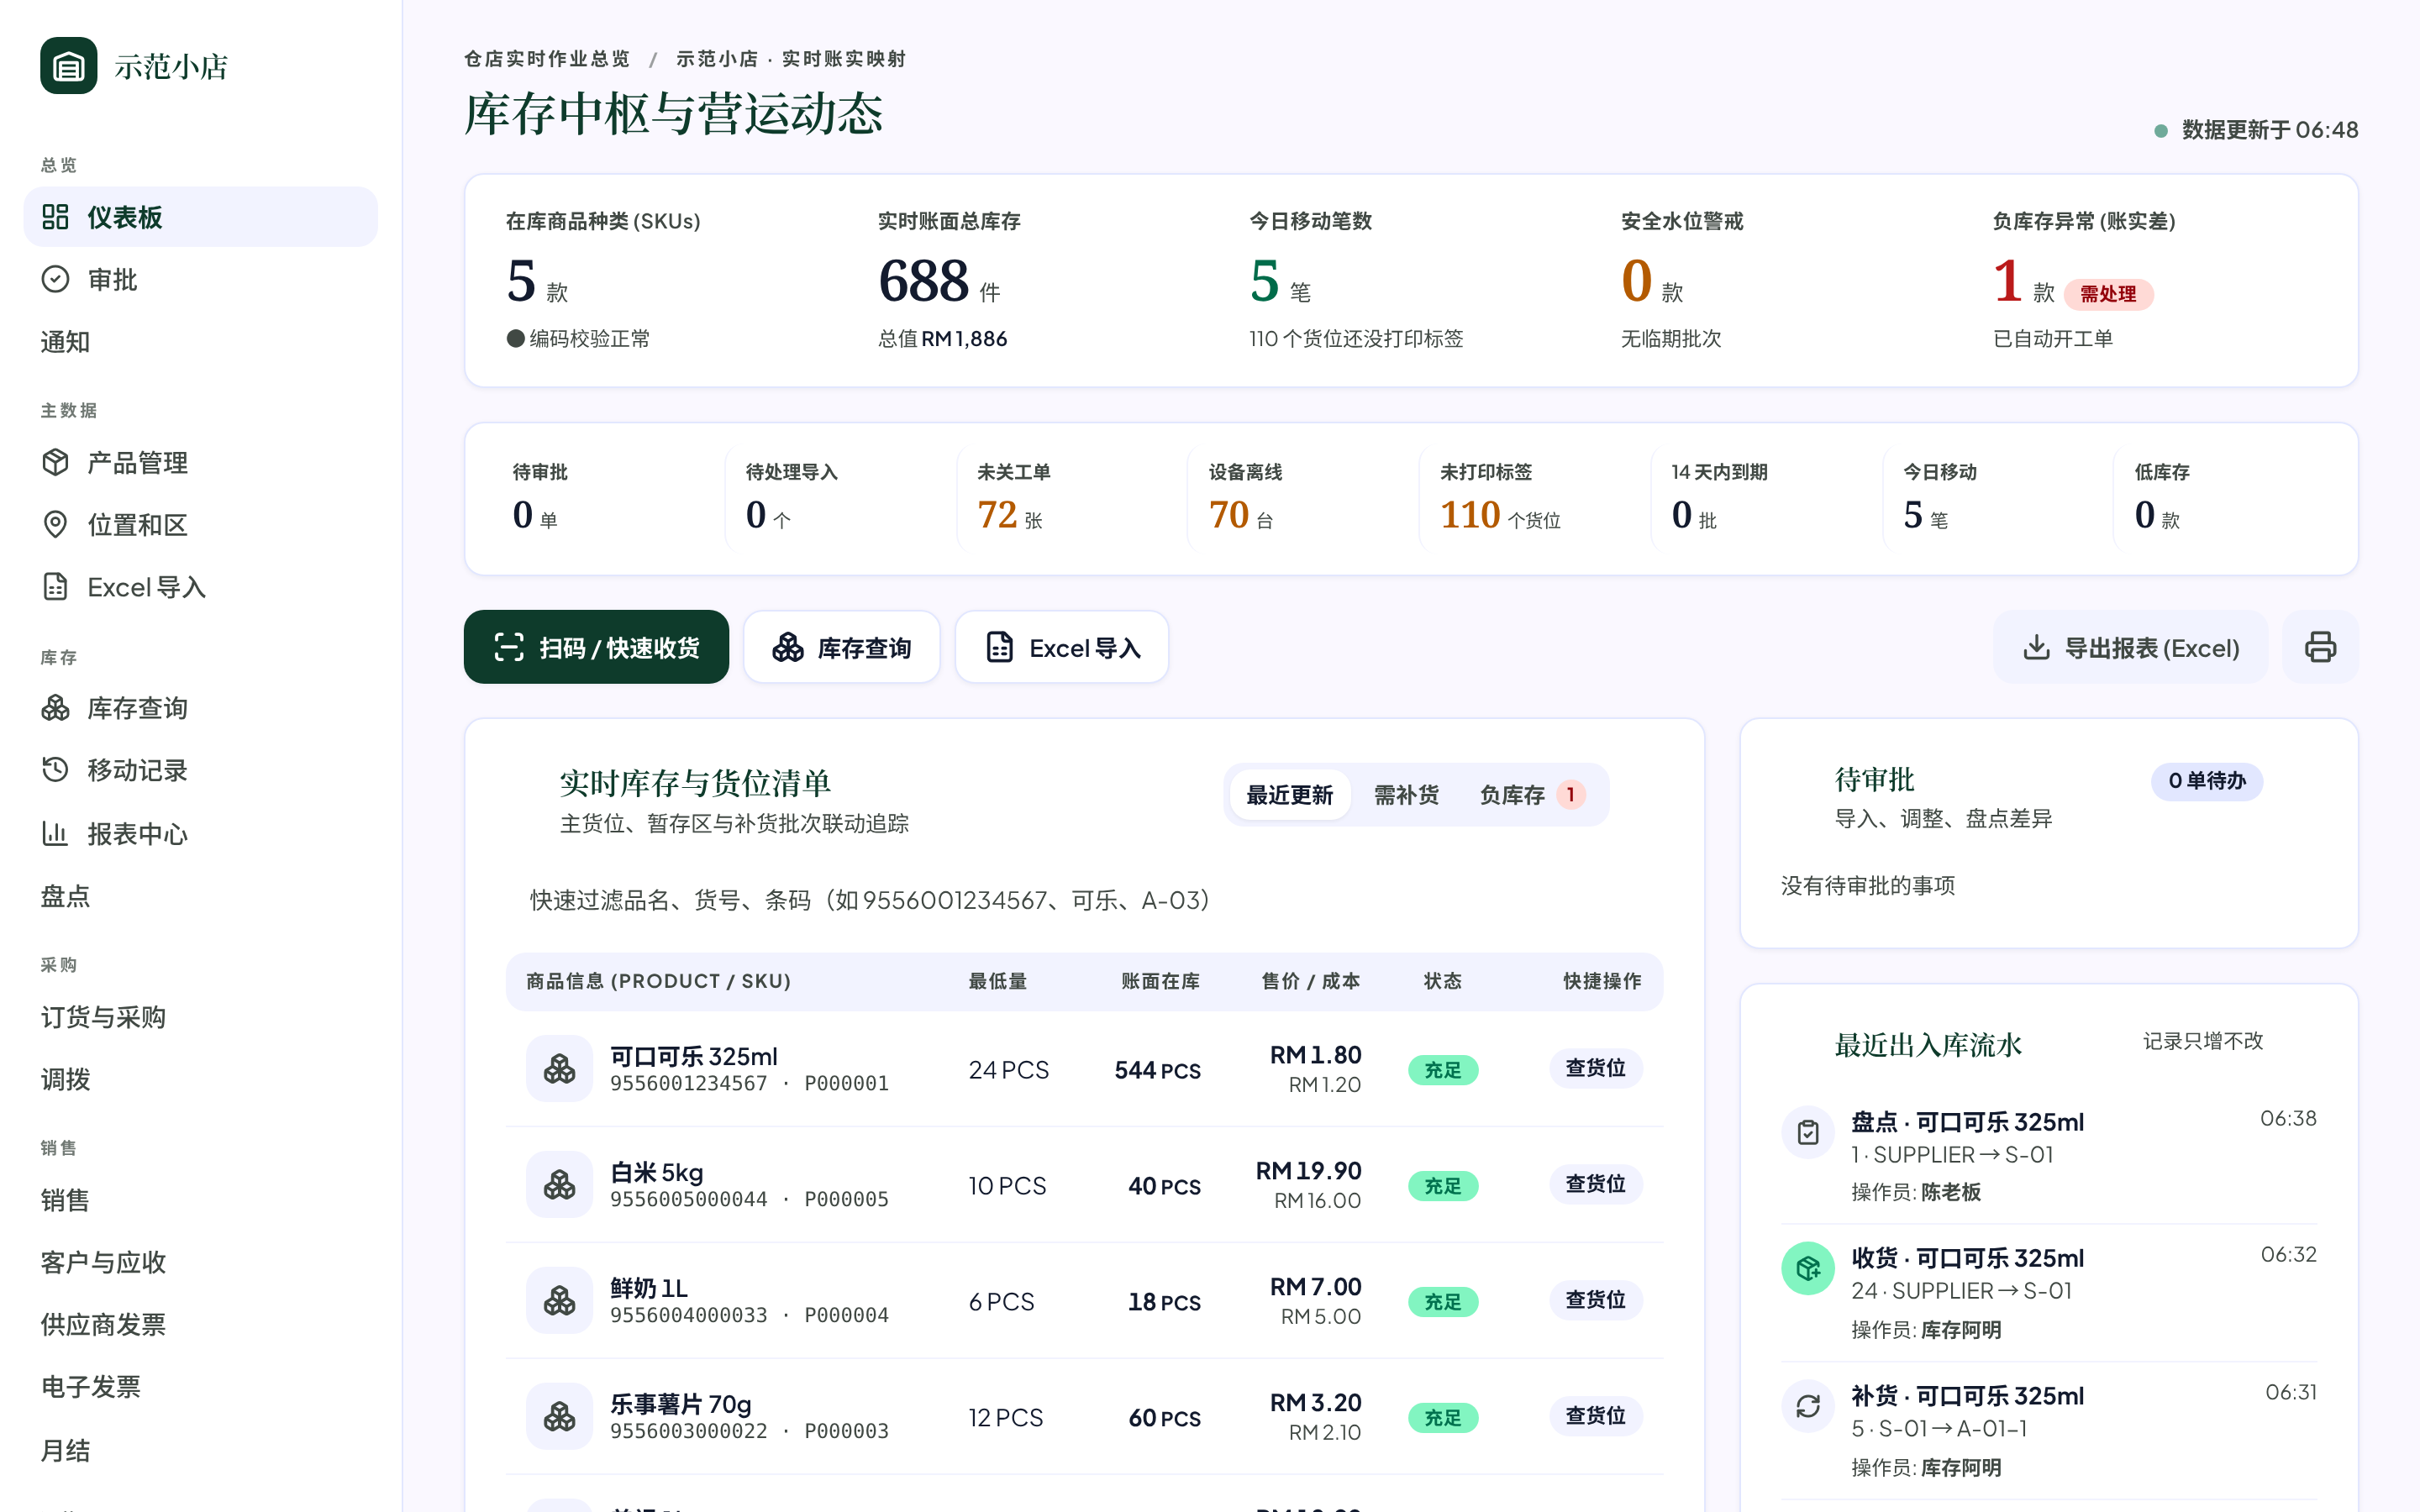 示范小店
总览
仪表板
审批
通知
主数据
产品管理
位置和区
Excel 导入
库存
库存查询
移动记录
报表中心
盘点
采购
订货与采购
调拨
销售
销售
客户与应收
供应商发票
电子发票
月结
仓店实时作业总览 / 示范小店 · 实时账实映射
库存中枢与营运动态
数据更新于 06:48
在库商品种类 (SKUs)
5 款
编码校验正常
实时账面总库存
688 件
总值 RM 1,886
今日移动笔数
5 笔
110 个货位还没打印标签
安全水位警戒
0 款
无临期批次
负库存异常 (账实差)
1 款 需处理
已自动开工单
待审批
0 单
待处理导入
0 个
未关工单
72 张
设备离线
70 台
未打印标签
110 个货位
14 天内到期
0 批
今日移动
5 笔
低库存
0 款
扫码 / 快速收货
库存查询
Excel 导入
导出报表 (Excel)
实时库存与货位清单
主货位、暂存区与补货批次联动追踪
最近更新 需补货 负库存 1
快速过滤品名、货号、条码（如 9556001234567、可乐、A-03）
商品信息 (PRODUCT / SKU) 最低量 账面在库 售价 / 成本 状态 快捷操作
可口可乐 325ml
9556001234567 · P000001
24 PCS
544 PCS
RM 1.80
RM 1.20
充足
查货位
白米 5kg
9556005000044 · P000005
10 PCS
40 PCS
RM 19.90
RM 16.00
充足
查货位
鲜奶 1L
9556004000033 · P000004
6 PCS
18 PCS
RM 7.00
RM 5.00
充足
查货位
乐事薯片 70g
9556003000022 · P000003
12 PCS
60 PCS
RM 3.20
RM 2.10
充足
查货位
待审批
0 单待办
导入、调整、盘点差异
没有待审批的事项
最近出入库流水
记录只增不改
盘点 · 可口可乐 325ml
06:38
1 · SUPPLIER → S-01
操作员: 陈老板
收货 · 可口可乐 325ml
06:32
24 · SUPPLIER → S-01
操作员: 库存阿明
补货 · 可口可乐 325ml
06:31
5 · S-01 → A-01-1
操作员: 库存阿明